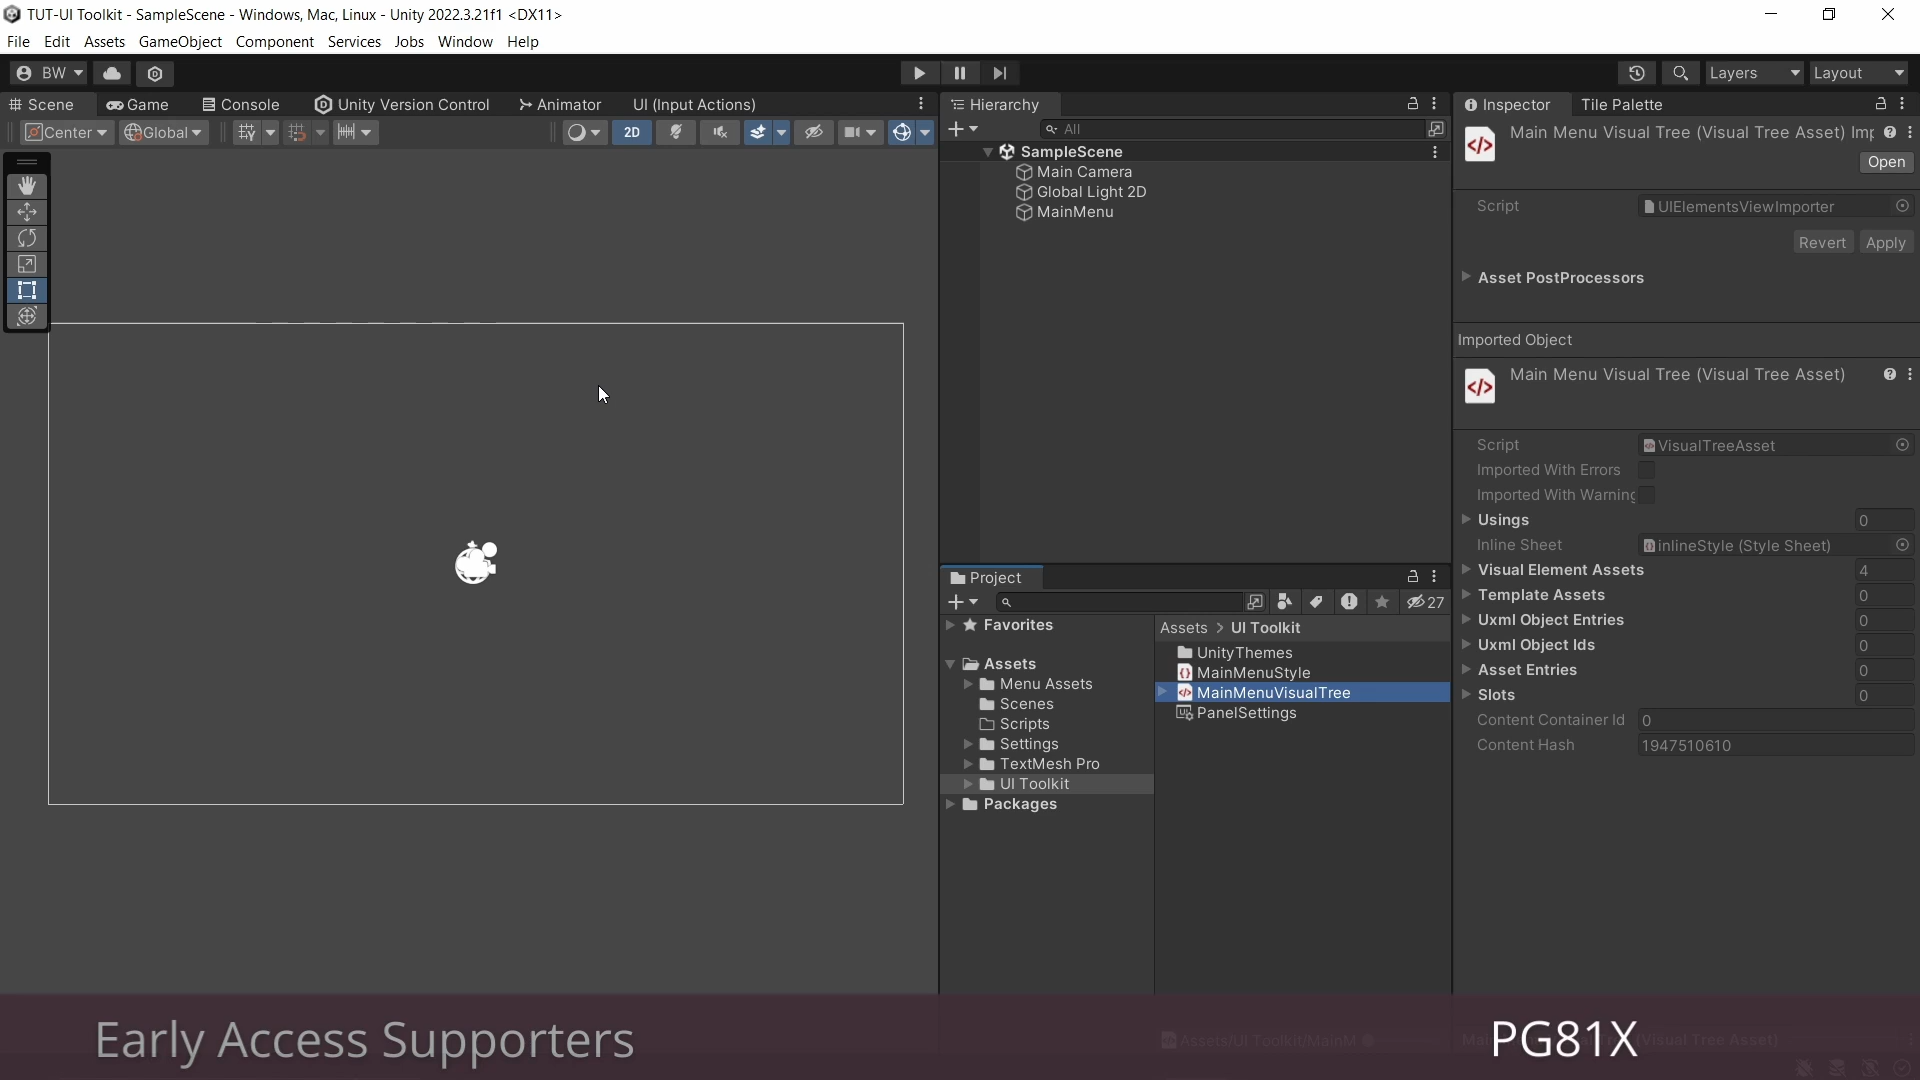 TUT-UI Toolkit - SampleScene - Windows, Mac, Linux - Unity 2022.3.21f1 <DX11>
File Edit Assets GameObject Component Services Jobs Window Help
BW
Layers Layout
Scene Game Console Unity Version Control Animator UI (Input Actions)
Center Global 2D
Hierarchy
All
SampleScene
Main Camera
Global Light 2D
MainMenu
Project
27
Favorites
Assets
Menu Assets
Scenes
Scripts
Settings
TextMesh Pro
UI Toolkit
Packages
Assets > UI Toolkit
UnityThemes
MainMenuStyle
MainMenuVisualTree
PanelSettings
Assets/UI Toolkit/MainM
Inspector Tile Palette
Main Menu Visual Tree (Visual Tree Asset) Imp
Open
Script UIElementsViewImporter
Revert Apply
Asset PostProcessors
Imported Object
Main Menu Visual Tree (Visual Tree Asset)
Script VisualTreeAsset
Imported With Errors
Imported With Warning
Usings 0
Inline Sheet inlineStyle (Style Sheet)
Visual Element Assets 4
Template Assets 0
Uxml Object Entries 0
Uxml Object Ids 0
Asset Entries 0
Slots 0
Content Container Id 0
Content Hash 1947510610
Early Access Supporters PG81X